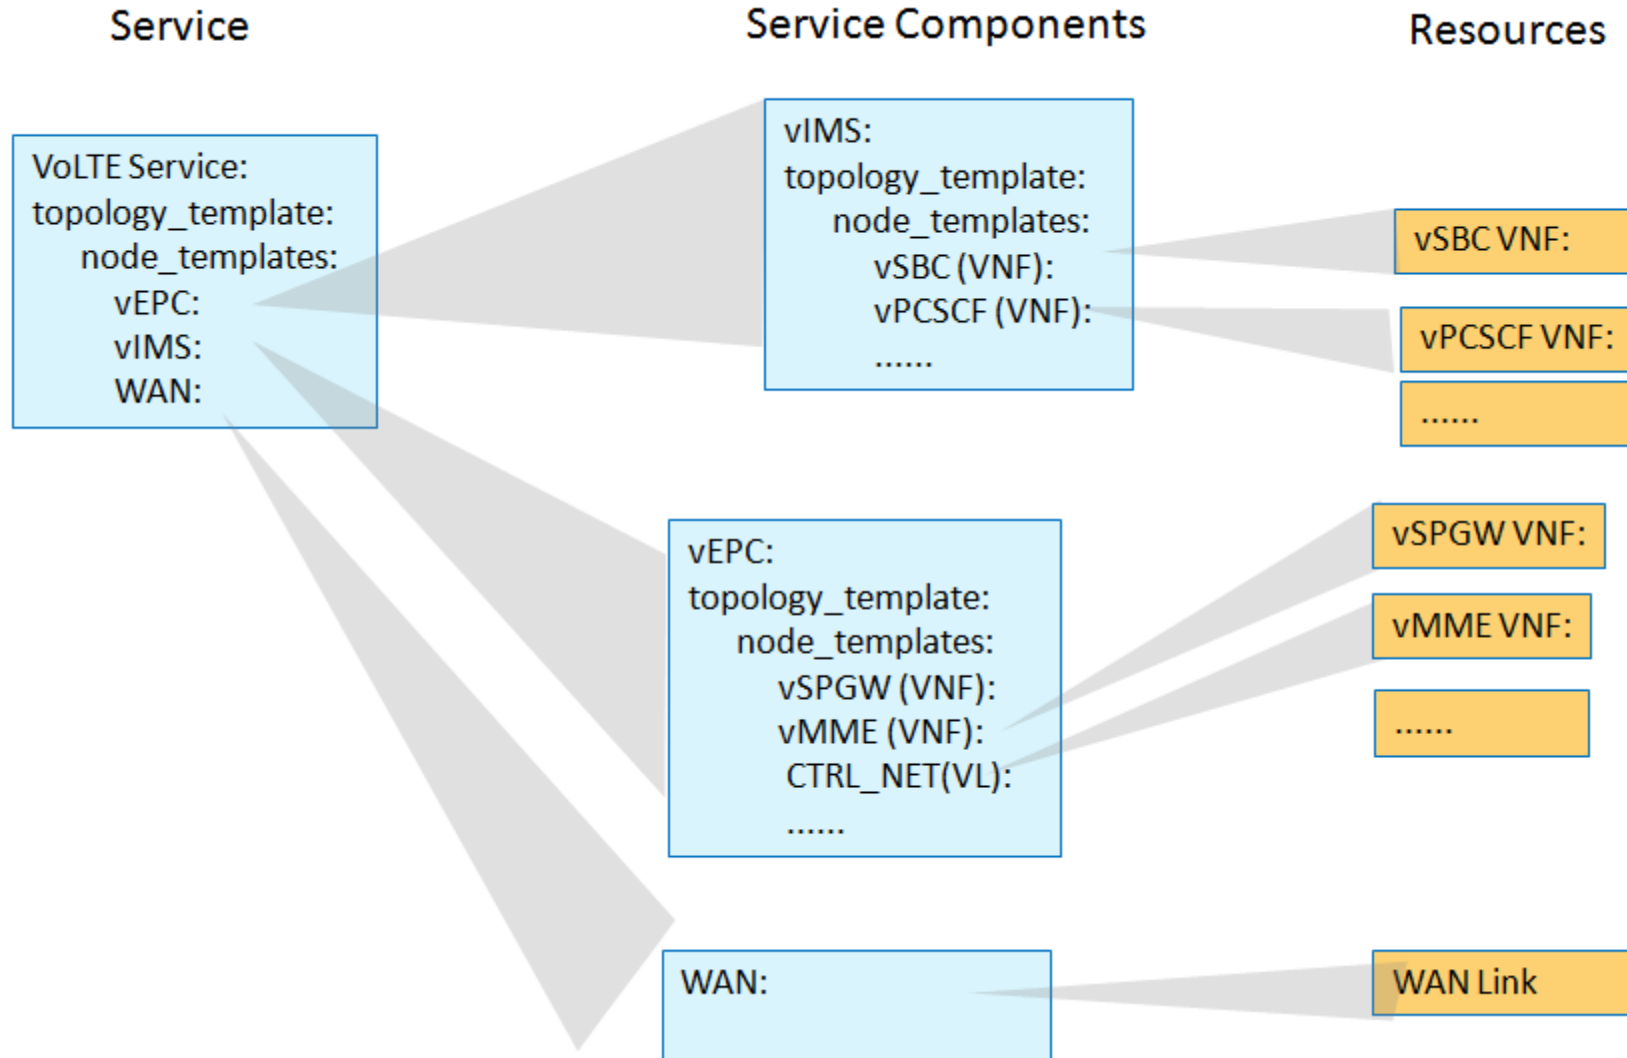 Service
Service Components
Resources
VoLTE Service:
topology_template:
node_templates:
vEPC:
vIMS:
WAN:
vIMS:
topology_template:
node_templates:
vSBC (VNF):
vPCSCF (VNF):
......
vSBC VNF:
vPCSCF VNF:
......
vEPC:
topology_template:
node_templates:
vSPGW (VNF):
vMME (VNF):
CTRL_NET(VL):
......
vSPGW VNF:
vMME VNF:
......
WAN:
WAN Link